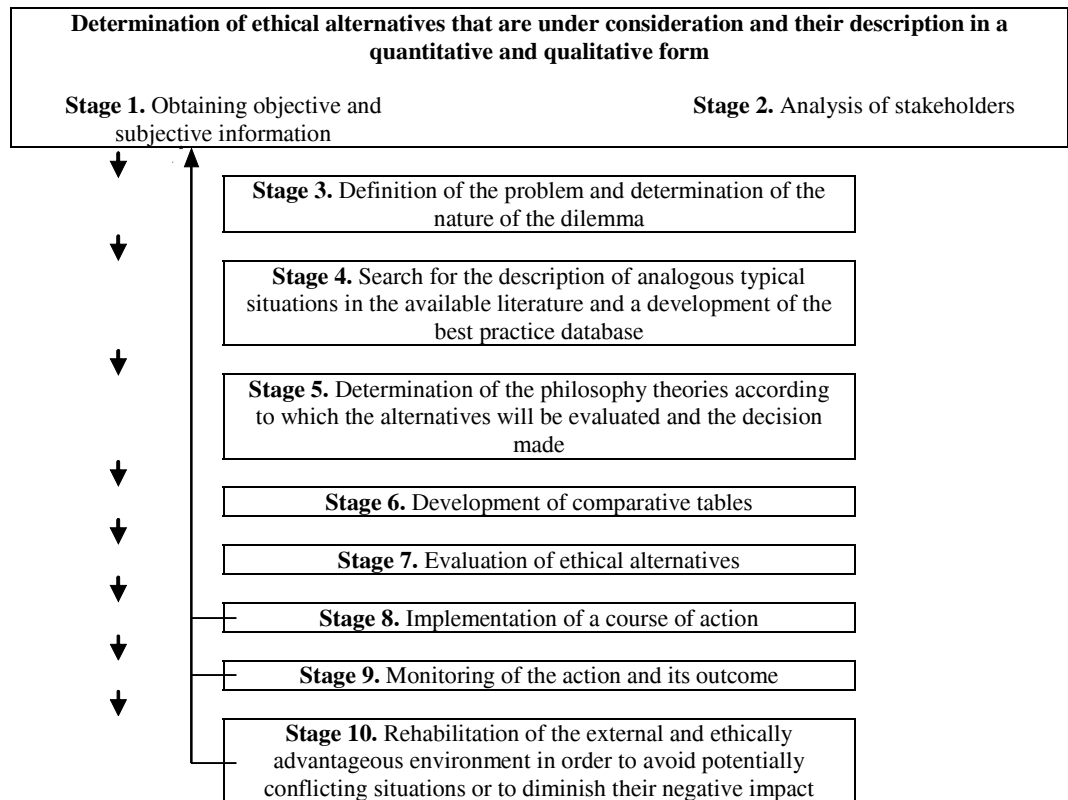 Determination of ethical alternatives that are under consideration and their description in a
quantitative and qualitative form
Stage 1. Obtaining objective and
subjective information
Stage 2. Analysis of stakeholders
Stage 3. Definition of the problem and determination of the
nature of the dilemma
Stage 4. Search for the description of analogous typical
situations in the available literature and a development of the
best practice database
Stage 5. Determination of the philosophy theories according
to which the alternatives will be evaluated and the decision
made
Stage 6. Development of comparative tables
Stage 7. Evaluation of ethical alternatives
Stage 8. Implementation of a course of action
Stage 9. Monitoring of the action and its outcome
Stage 10. Rehabilitation of the external and ethically
advantageous environment in order to avoid potentially
conflicting situations or to diminish their negative impact